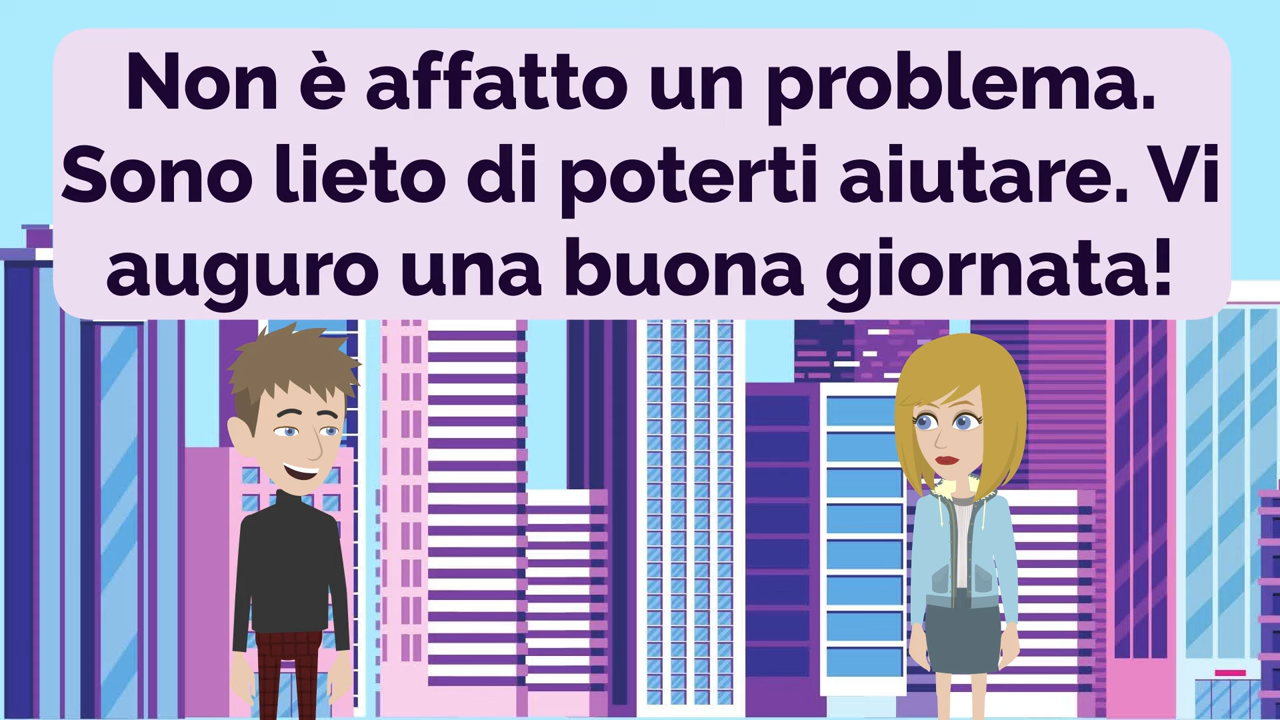 Non è affatto un problema.
Sono lieto di poterti aiutare. Vi
auguro una buona giornata!